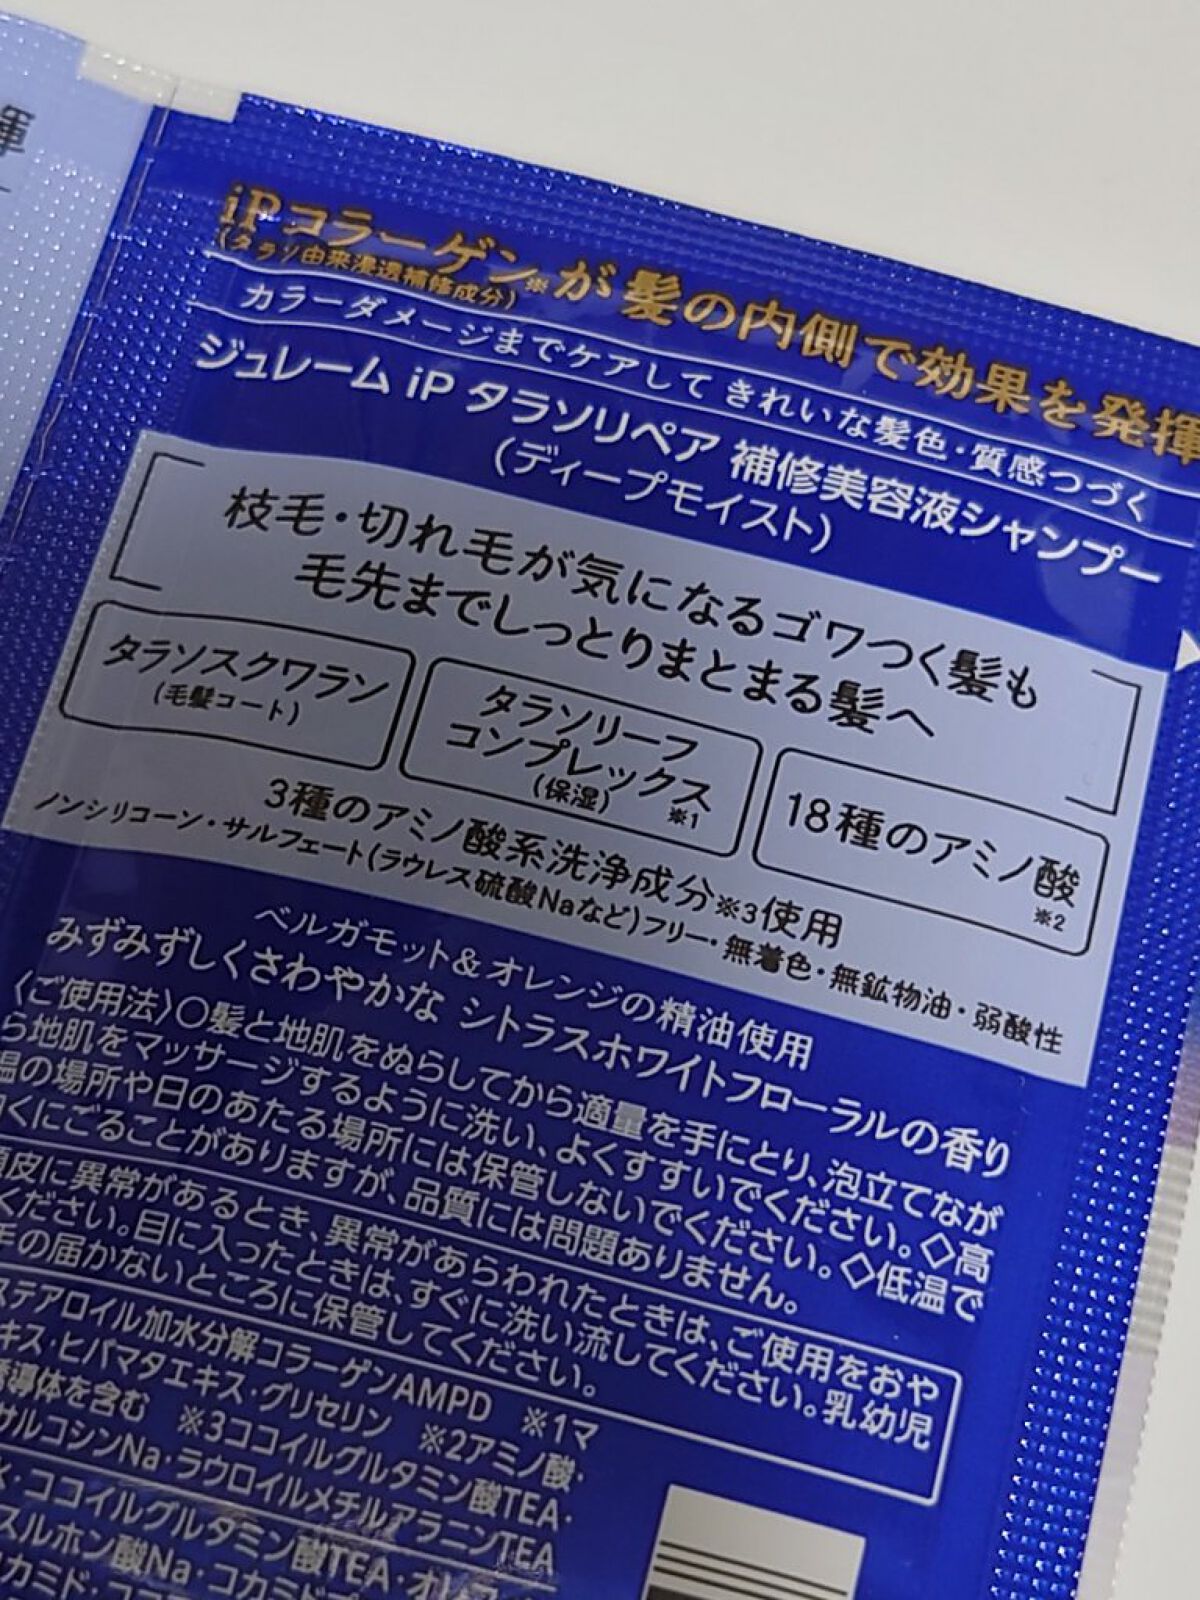 iPコラーゲン※が髪の内側で効果を発揮
(タラソ由来浸透補修成分)
カラーダメージまでケアして きれいな髪色・質感つづく
ジュレーム iP タラソリペア 補修美容液シャンプー
(ディープモイスト)
枝毛・切れ毛が気になるゴワつく髪も
毛先までしっとりまとまる髪へ
タラソスクワラン
(毛髪コート)
タラソリーフ
コンプレックス
(保湿) ※1
18種のアミノ酸
※2
3種のアミノ酸系洗浄成分※3使用
ノンシリコーン・サルフェート(ラウレス硫酸Naなど)フリー・無着色・無鉱物油・弱酸性
ベルガモット&オレンジの精油使用
みずみずしくさわやかな シトラスホワイトフローラルの香り
〈ご使用法〉○髪と地肌をぬらしてから適量を手にとり、泡立てなが
ら地肌をマッサージするように洗い、よくすすいでください。◇高
温の場所や日のあたる場所には保管しないでください。◇低温で
くにごることがありますが、品質には問題ありません。
頭皮に異常があるとき、異常があらわれたときは、ご使用をおや
ください。目に入ったときは、すぐに洗い流してください。乳幼児
手の届かないところに保管してください。
ステアロイル加水分解コラーゲンAMPD ※1マ
キス・ヒバマタエキス・グリセリン ※2アミノ酸・
誘導体を含む ※3ココイルグルタミン酸TEA・
サルコシンNa・ラウロイルメチルアラニンTEA
水・ココイルグルタミン酸TEA・オレ
スルホン酸Na・コカミドプ
カミド・コ